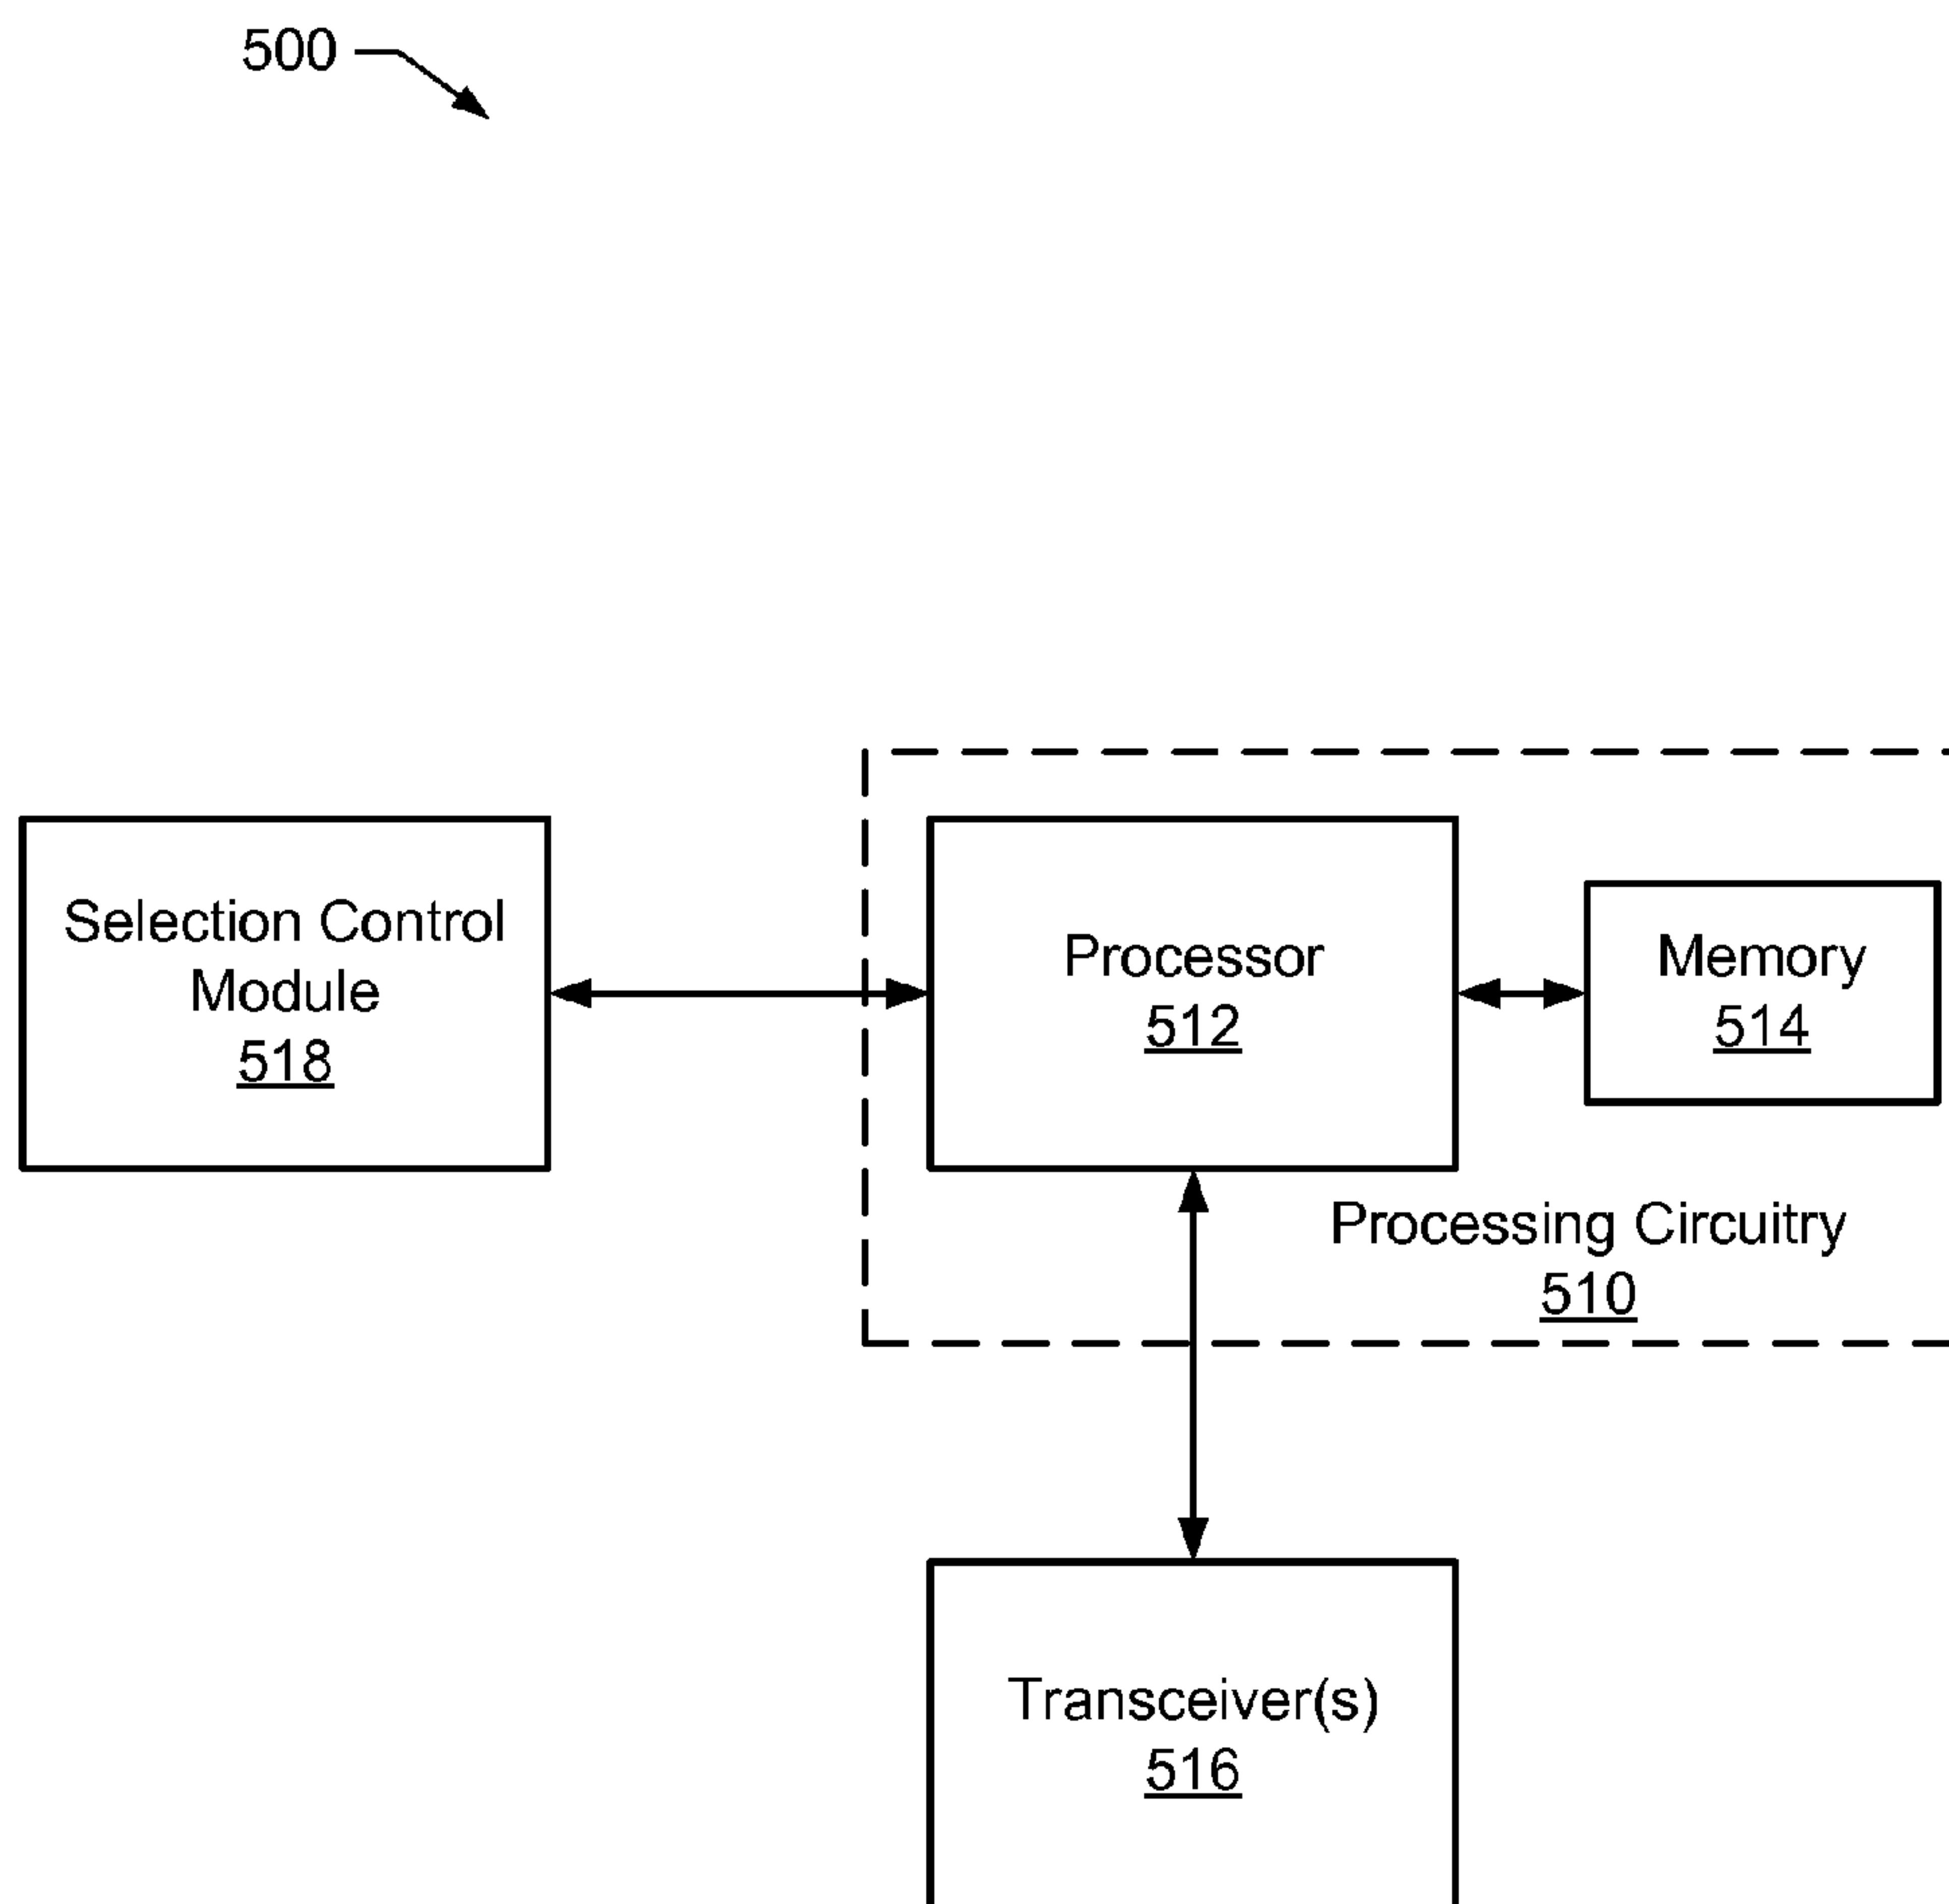 500
Selection Control
Module
518
Processor
512
Memory
514
Processing Circuitry
510
Transceiver(s)
516